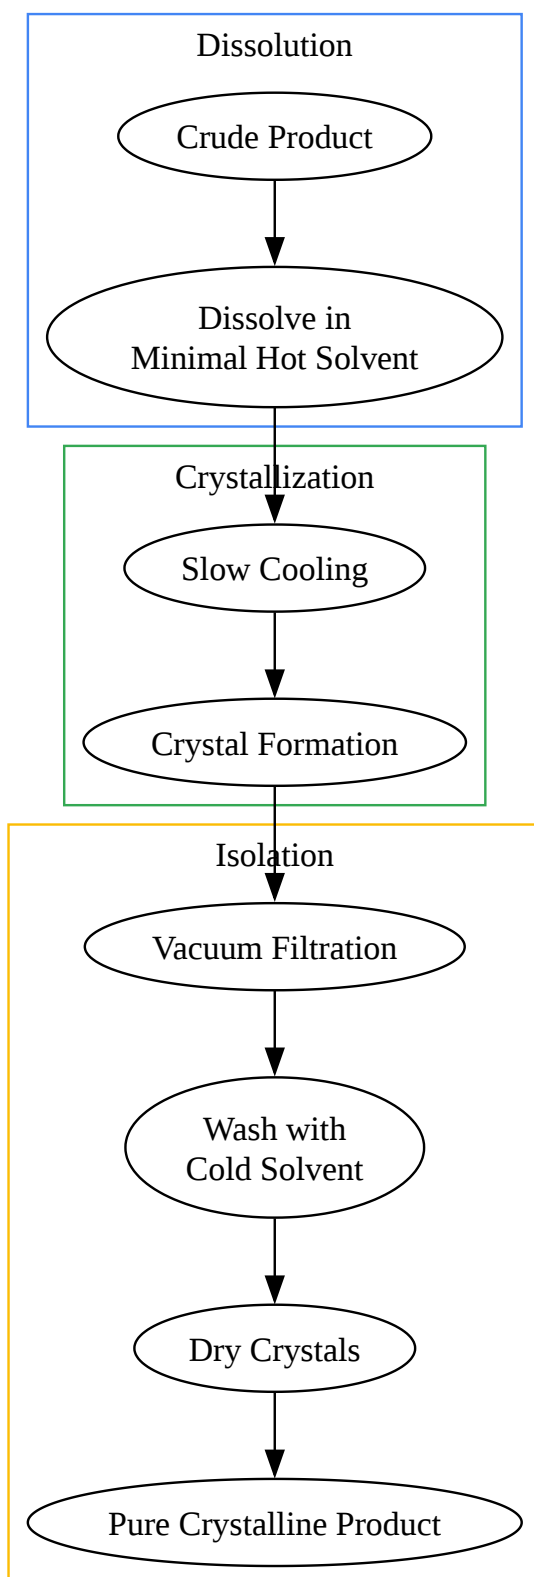 Dissolution
Crude Product
Dissolve in
Minimal Hot Solvent
Crystallization
Slow Cooling
Crystal Formation
Isolation
Vacuum Filtration
Wash with
Cold Solvent
Dry Crystals
Pure Crystalline Product